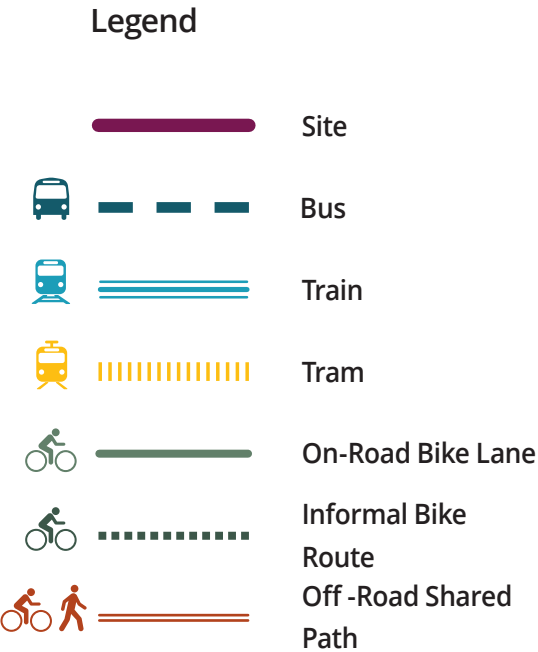 Legend
Site
Bus
Train
Tram
On-Road Bike Lane
Informal Bike
Route
Off -Road Shared
Path